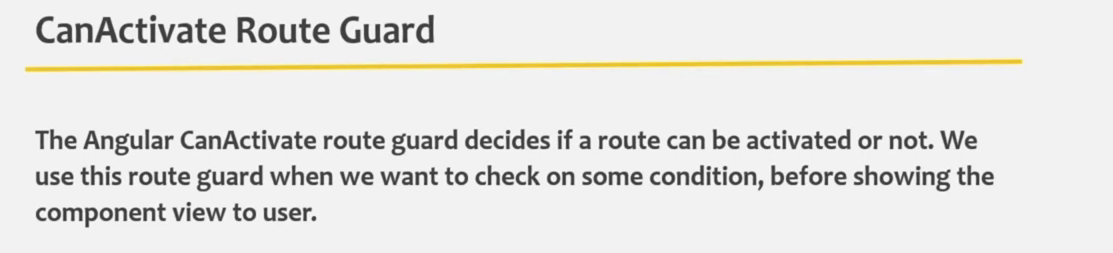 CanActivate Route Guard
The Angular CanActivate route guard decides if a route can be activated or not. We
use this route guard when we want to check on some condition, before showing the
component view to user.